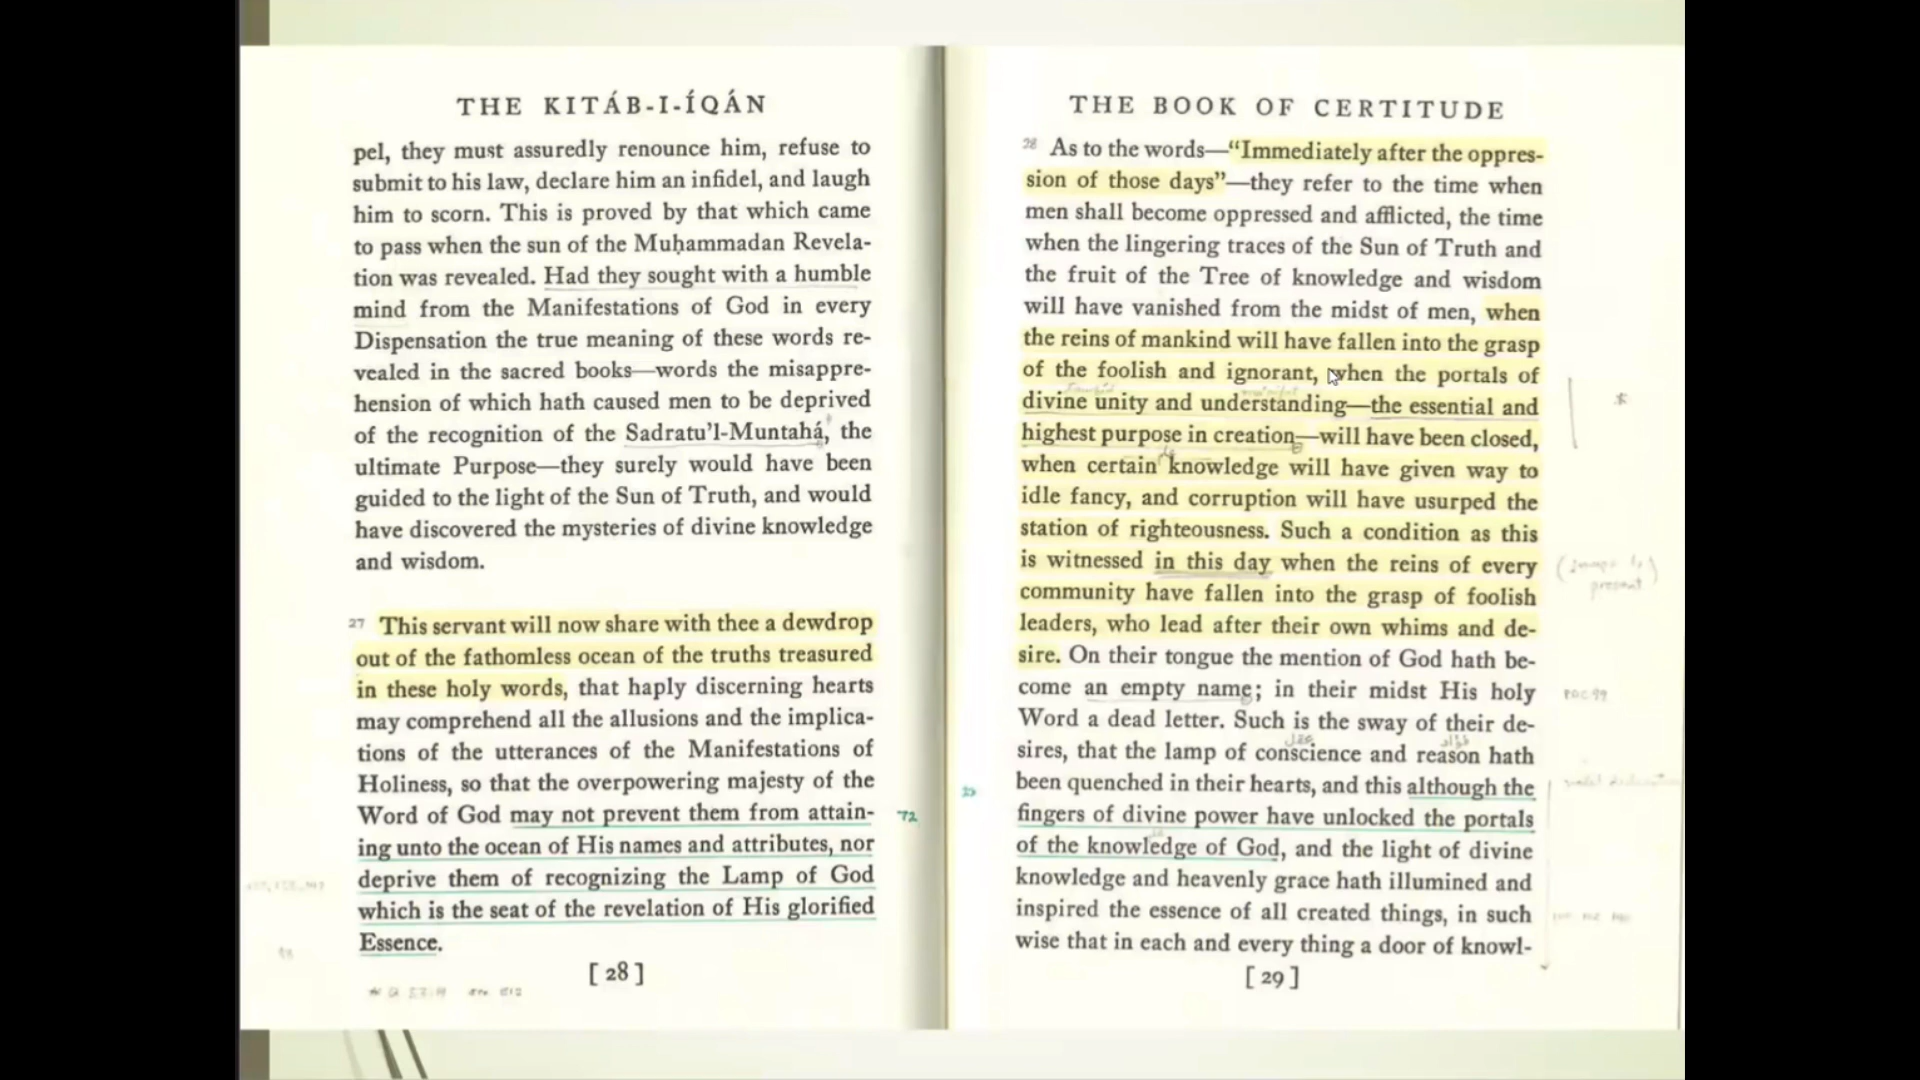 THE KITÁB-I-ÍQÁN
pel, they must assuredly renounce him, refuse to
submit to his law, declare him an infidel, and laugh
him to scorn. This is proved by that which came
to pass when the sun of the Muḥammadan Revela-
tion was revealed. Had they sought with a humble
mind from the Manifestations of God in every
Dispensation the true meaning of these words re-
vealed in the sacred books—words the misappre-
hension of which hath caused men to be deprived
of the recognition of the Sadratu'l-Muntahá, the
ultimate Purpose—they surely would have been
guided to the light of the Sun of Truth, and would
have discovered the mysteries of divine knowledge
and wisdom.
27 This servant will now share with thee a dewdrop
out of the fathomless ocean of the truths treasured
in these holy words, that haply discerning hearts
may comprehend all the allusions and the implica-
tions of the utterances of the Manifestations of
Holiness, so that the overpowering majesty of the
Word of God may not prevent them from attain-
ing unto the ocean of His names and attributes, nor
deprive them of recognizing the Lamp of God
which is the seat of the revelation of His glorified
Essence.
72
[ 28 ]
THE BOOK OF CERTITUDE
28 As to the words—“Immediately after the oppres-
sion of those days”—they refer to the time when
men shall become oppressed and afflicted, the time
when the lingering traces of the Sun of Truth and
the fruit of the Tree of knowledge and wisdom
will have vanished from the midst of men, when
the reins of mankind will have fallen into the grasp
of the foolish and ignorant, when the portals of
divine unity and understanding—the essential and
highest purpose in creation—will have been closed,
when certain knowledge will have given way to
idle fancy, and corruption will have usurped the
station of righteousness. Such a condition as this
is witnessed in this day when the reins of every
community have fallen into the grasp of foolish
leaders, who lead after their own whims and de-
sire. On their tongue the mention of God hath be-
come an empty name; in their midst His holy
Word a dead letter. Such is the sway of their de-
sires, that the lamp of conscience and reason hath
been quenched in their hearts, and this although the
fingers of divine power have unlocked the portals
of the knowledge of God, and the light of divine
knowledge and heavenly grace hath illumined and
inspired the essence of all created things, in such
wise that in each and every thing a door of knowl-
present
[ 29 ]